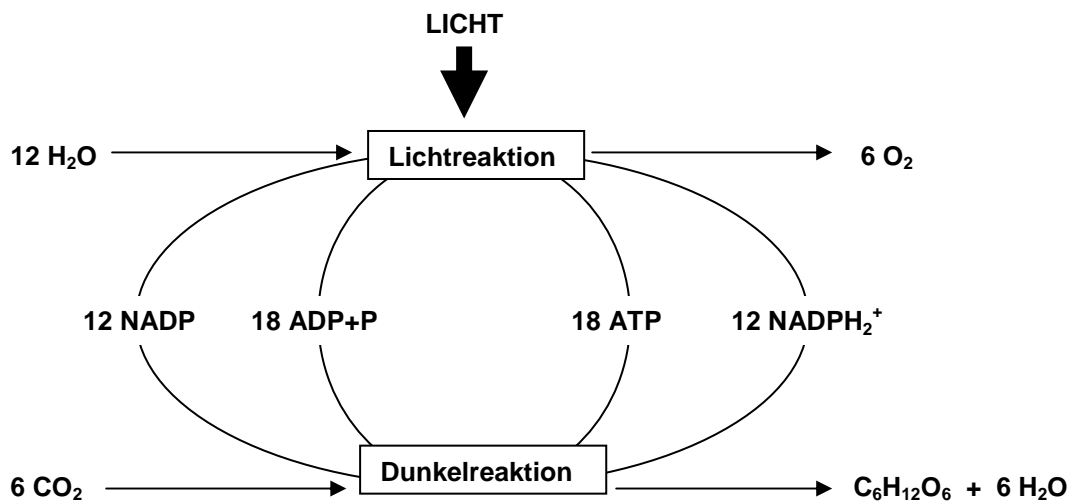 LICHT
12 H₂O Lichtreaktion 6 O₂
12 NADP 18 ADP+P 18 ATP 12 NADPH₂⁺
6 CO₂ Dunkelreaktion C₆H₁₂O₆ + 6 H₂O